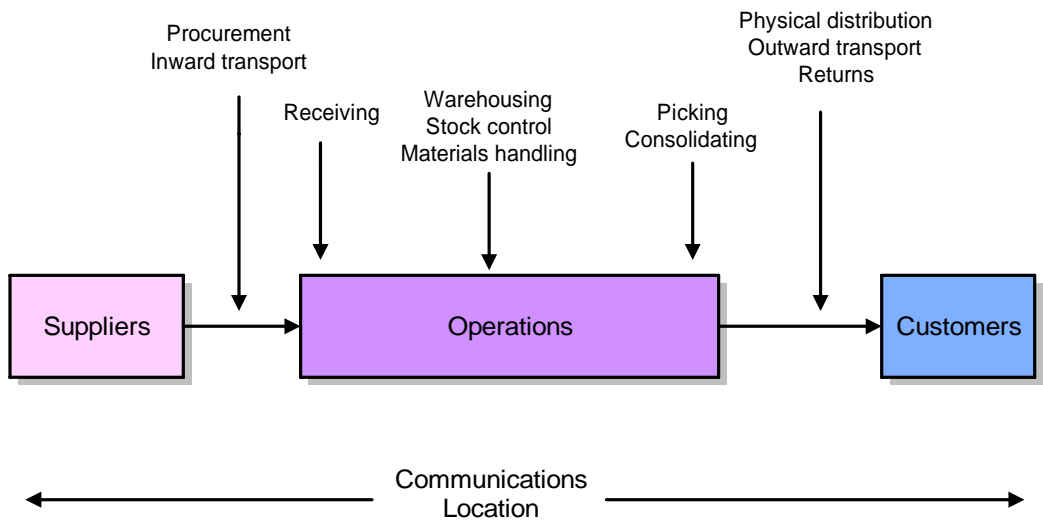 Procurement
Inward transport
Receiving
Warehousing
Stock control
Materials handling
Picking
Consolidating
Physical distribution
Outward transport
Returns
Suppliers
Operations
Customers
Communications
Location